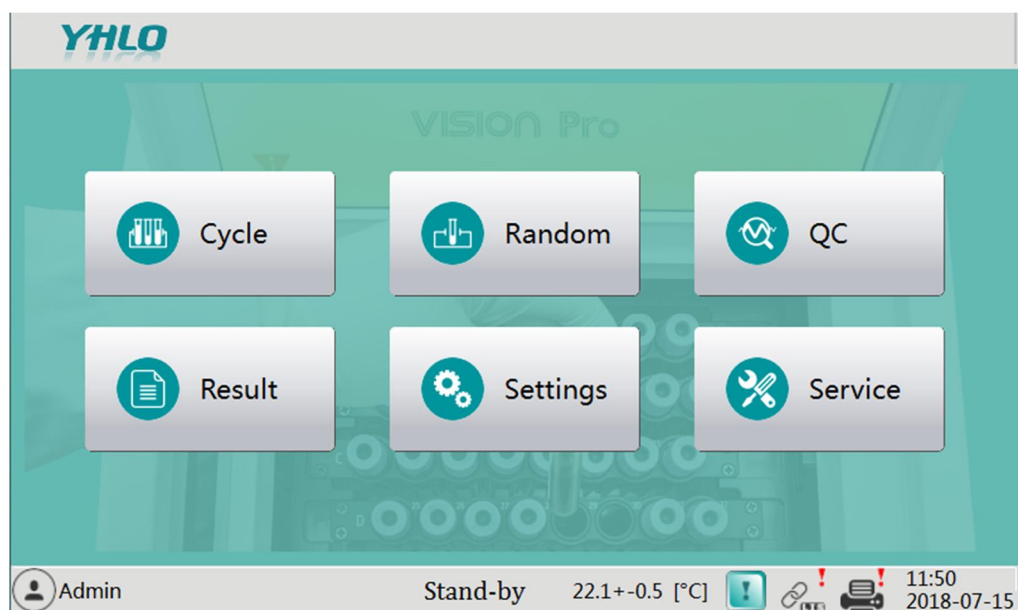 YHLO
VISION Pro
Cycle
Random
QC
Result
Settings
Service
Admin
Stand-by
22.1+-0.5 [°C]
11:50
2018-07-15